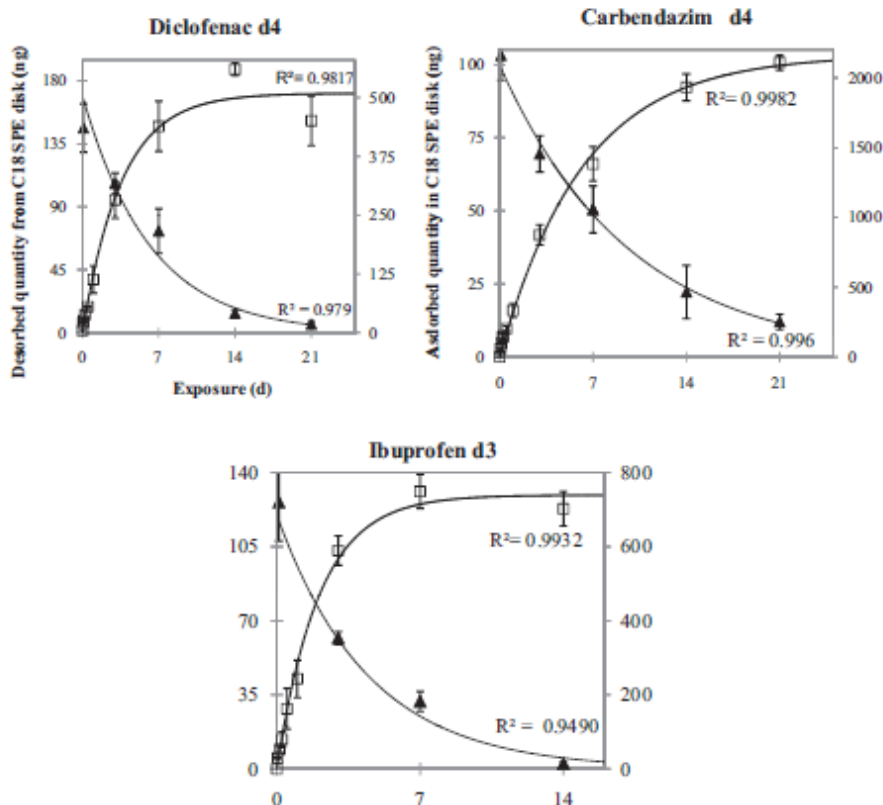 Diclofenac d4
Desorbed quantity from C18 SPE disk (ng)
180
135
90
45
0
R²= 0.9817
R² = 0.979
500
375
250
125
0
0 7 14 21
Exposure (d)
Carbendazim d4
Asdorbed quantity in C18 SPE disk (ng)
100
75
50
25
0
R²= 0.9982
R² = 0.996
2000
1500
1000
500
0
0 7 14 21
Ibuprofen d3
140
105
70
35
0
R²= 0.9932
R² = 0.9490
800
600
400
200
0
0 7 14